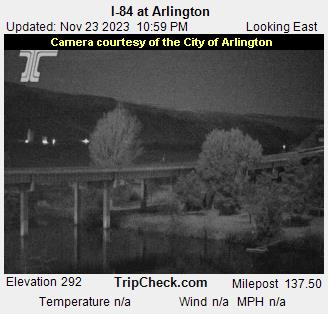 I-84 at Arlington
Updated: Nov 23 2023 10:59 PM Looking East
Camera courtesy of the City of Arlington
Elevation 292 TripCheck.com Milepost 137.50
Temperature n/a Wind n/a MPH n/a